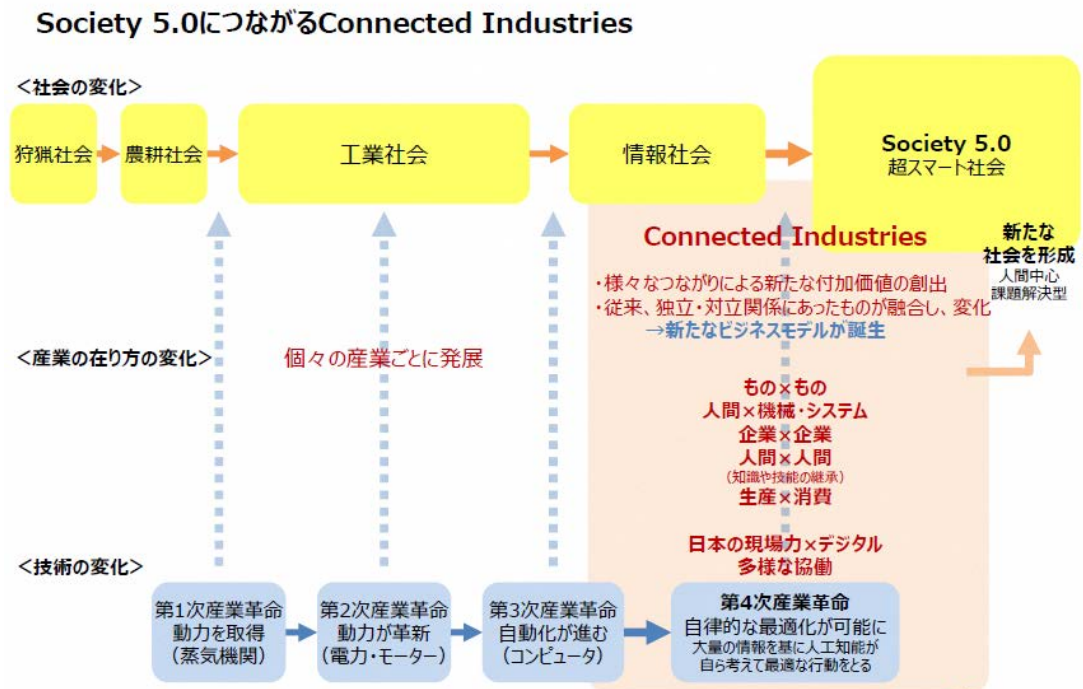 Society 5.0につながるConnected Industries
＜社会の変化＞
狩猟社会
農耕社会
工業社会
情報社会
Society 5.0
超スマート社会
Connected Industries
・様々なつながりによる新たな付加価値の創出
・従来、独立・対立関係にあったものが融合し、変化
→新たなビジネスモデルが誕生
新たな
社会を形成
人間中心
課題解決型
＜産業の在り方の変化＞
個々の産業ごとに発展
もの×もの
人間×機械・システム
企業×企業
人間×人間
（知識や技能の継承）
生産×消費
日本の現場力×デジタル
多様な協働
＜技術の変化＞
第1次産業革命
動力を取得
（蒸気機関）
第2次産業革命
動力が革新
（電力・モーター）
第3次産業革命
自動化が進む
（コンピュータ）
第4次産業革命
自律的な最適化が可能に
大量の情報を基に人工知能が
自ら考えて最適な行動をとる